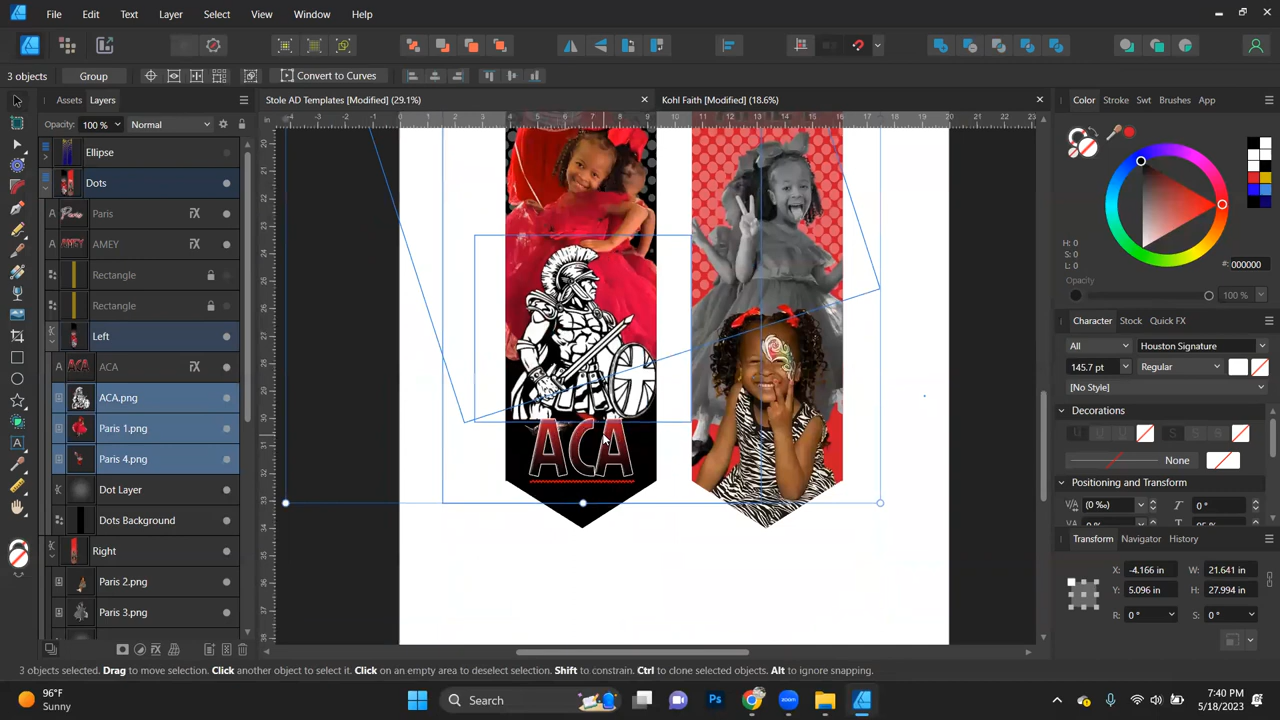 File Edit Text Layer Select View Window Help
3 objects Group Convert to Curves
Assets Layers
Stole AD Templates [Modified] (29.1%)
Kohl Faith [Modified] (18.6%)
Color Stroke Swt Brushes App
Opacity: 100 % Normal
Ellipse
Dots
A Paris FX
A AMEY FX
Rectangle
Rectangle
Left
A ACA FX
ACA.png
Paris 1.png
Paris 4.png
Dot Layer
Dots Background
Right
Paris 2.png
Paris 3.png
ACA
H: 0
S: 0
L: 0
#: 000000
Opacity
100 %
Character Stock Quick FX
All Houston Signature
145.7 pt Regular
[No Style]
Decorations
None
Positioning and Transform
(0 ‰) 0 °
Transform Navigator History
X: -4.166 in W: 21.641 in
Y: 5.096 in H: 27.994 in
R: 0 ° S: 0 °
3 objects selected. Drag to move selection. Click another object to select it. Click on an empty area to deselect selection. Shift to constrain. Ctrl to clone selected objects. Alt to ignore snapping.
96°F
Sunny
Search
Ps
zoom
7:40 PM
5/18/2023